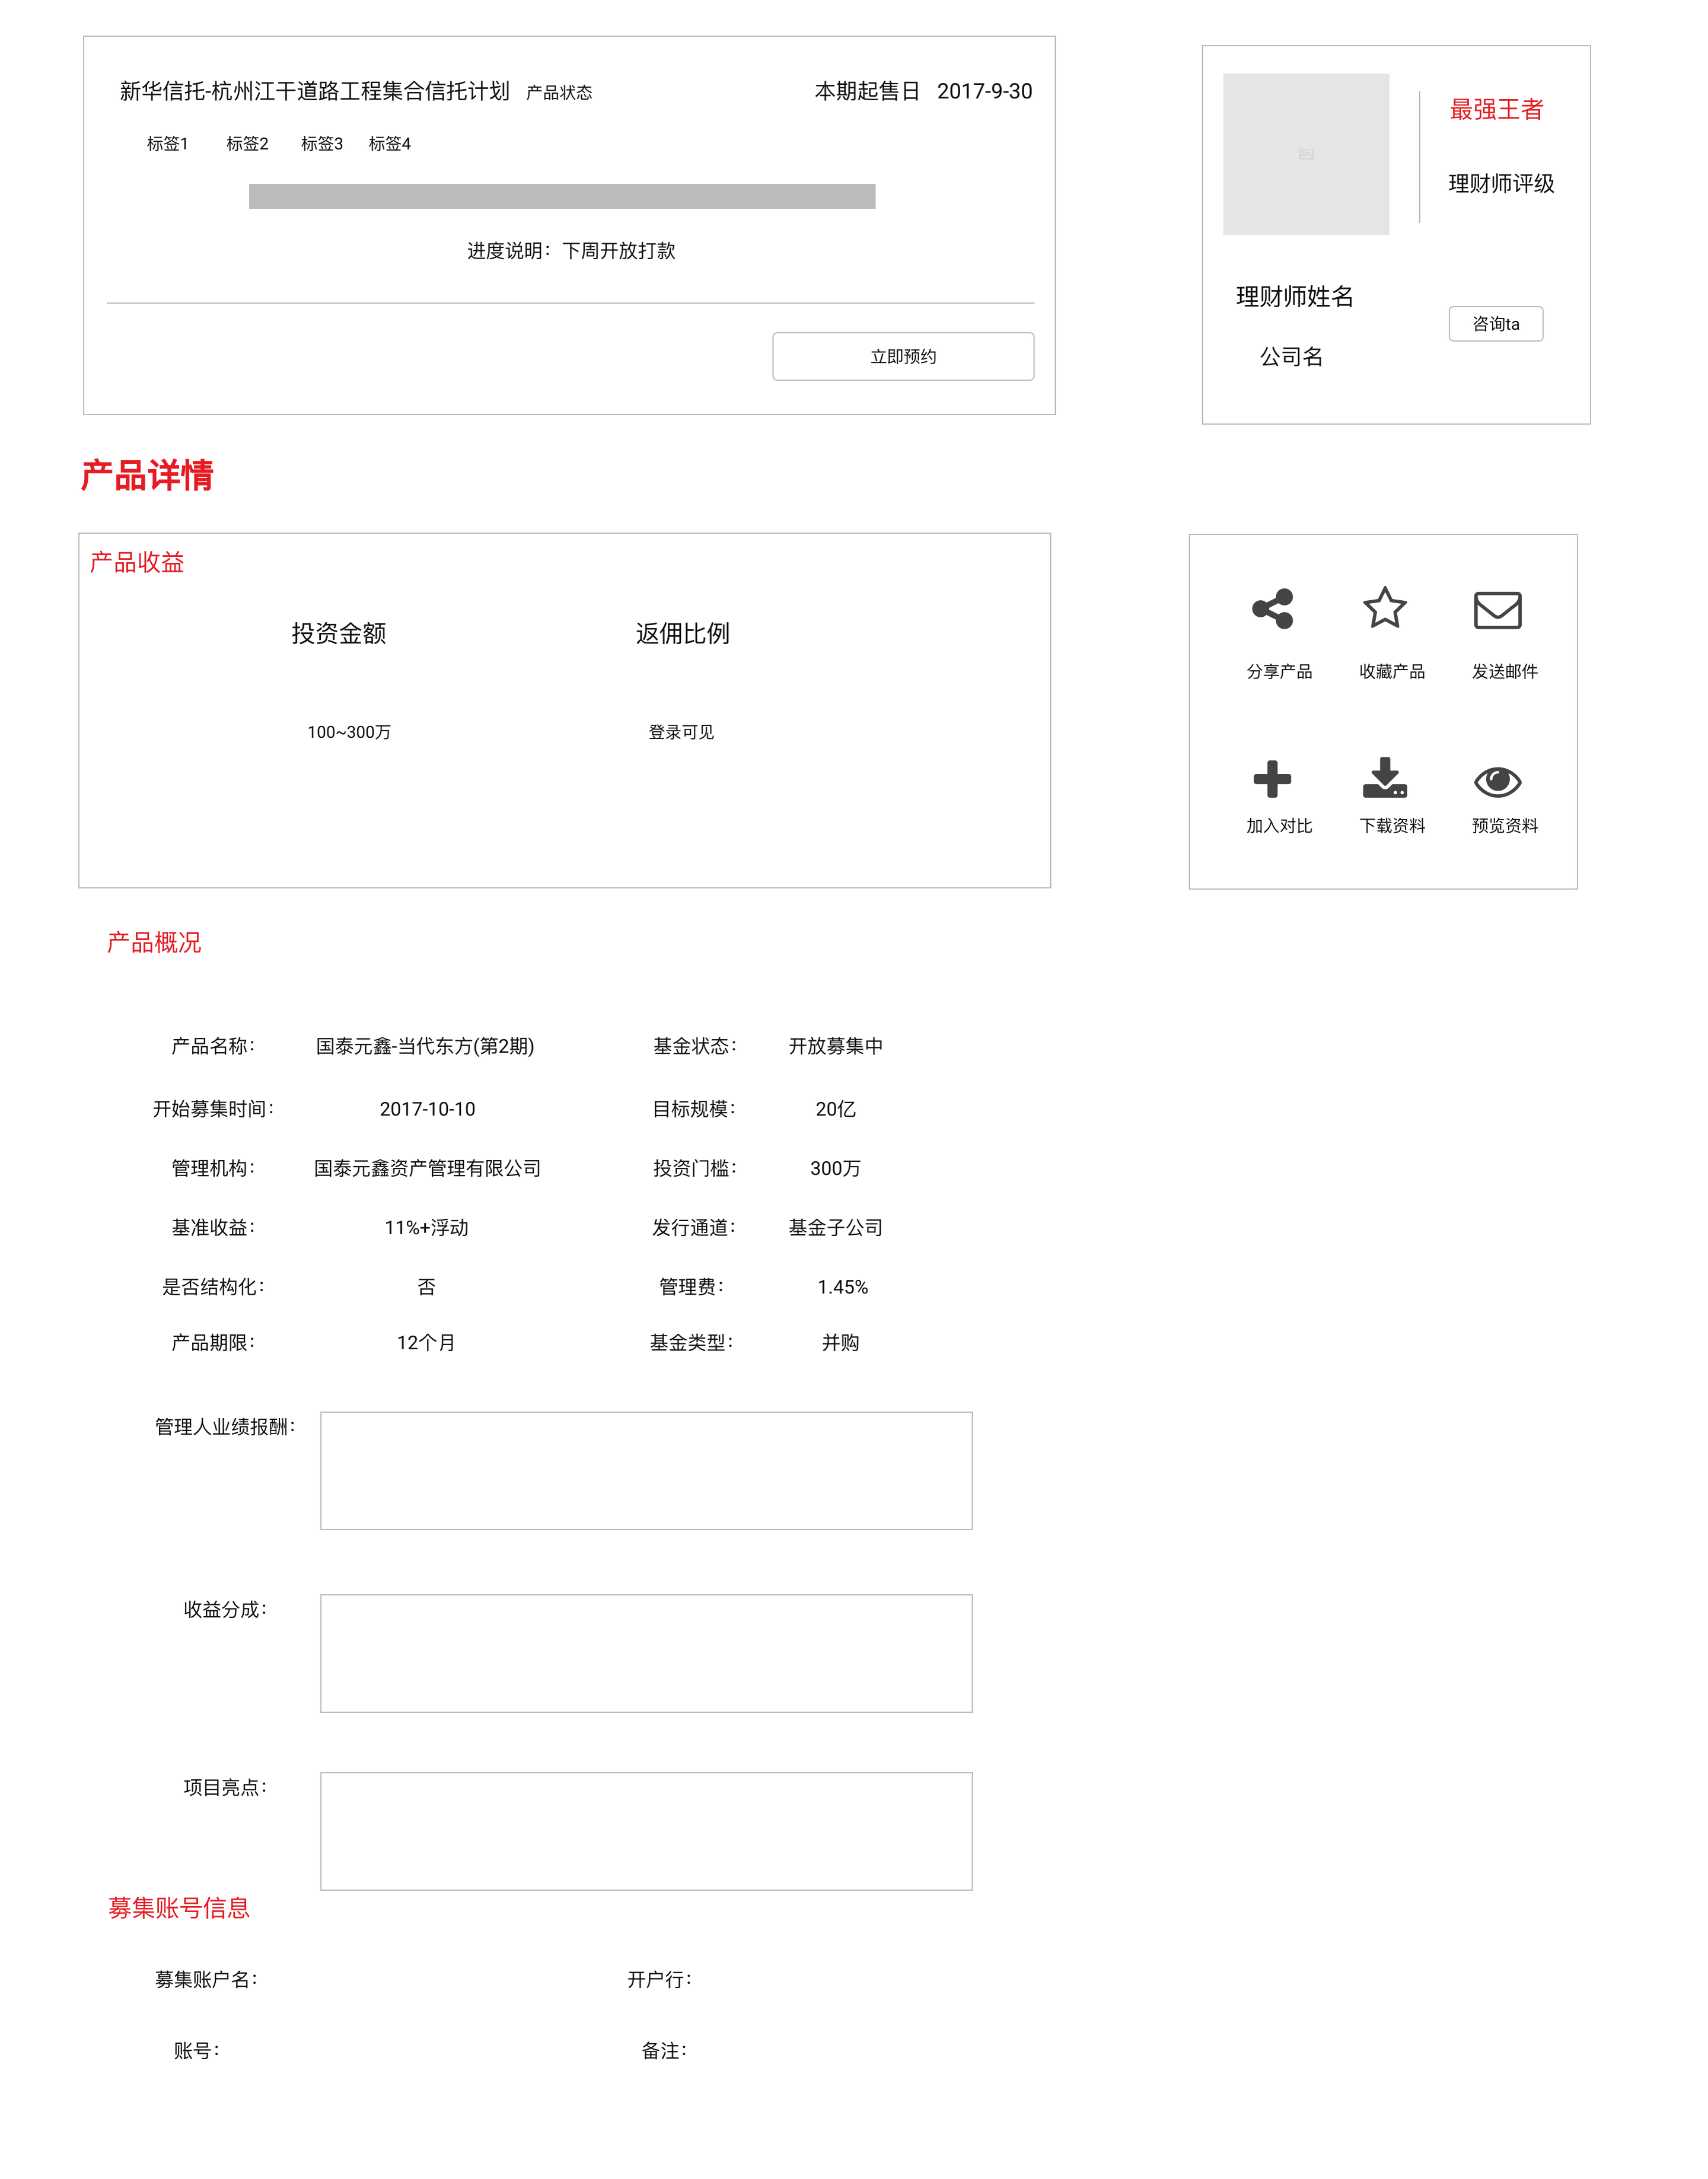 新华信托-杭州江干道路工程集合信托计划 产品状态 本期起售日 2017-9-30
标签1 标签2 标签3 标签4
进度说明：下周开放打款
立即预约
最强王者
理财师评级
理财师姓名
咨询ta
公司名
产品详情
产品收益
投资金额 返佣比例
100~300万 登录可见
分享产品 收藏产品 发送邮件
加入对比 下载资料 预览资料
产品概况
产品名称： 国泰元鑫-当代东方(第2期) 基金状态： 开放募集中
开始募集时间： 2017-10-10 目标规模： 20亿
管理机构： 国泰元鑫资产管理有限公司 投资门槛： 300万
基准收益： 11%+浮动 发行通道： 基金子公司
是否结构化： 否 管理费： 1.45%
产品期限： 12个月 基金类型： 并购
管理人业绩报酬：
收益分成：
项目亮点：
募集账号信息
募集账户名： 开户行：
账号： 备注：